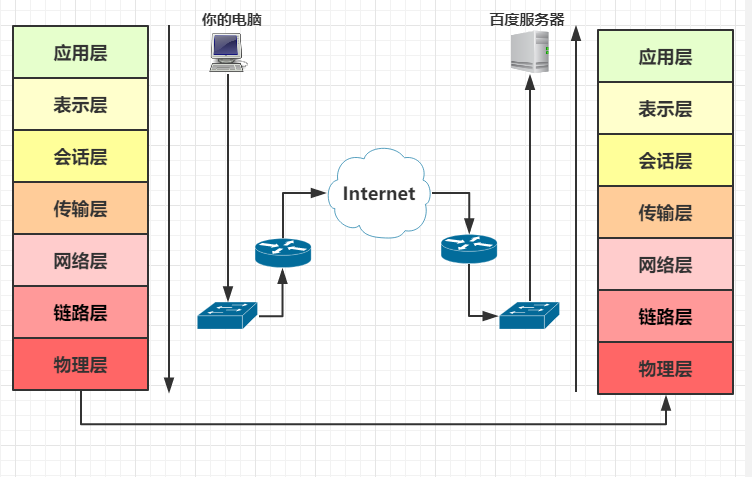 你的电脑
百度服务器
应用层
表示层
会话层
传输层
网络层
链路层
物理层
Internet
应用层
表示层
会话层
传输层
网络层
链路层
物理层